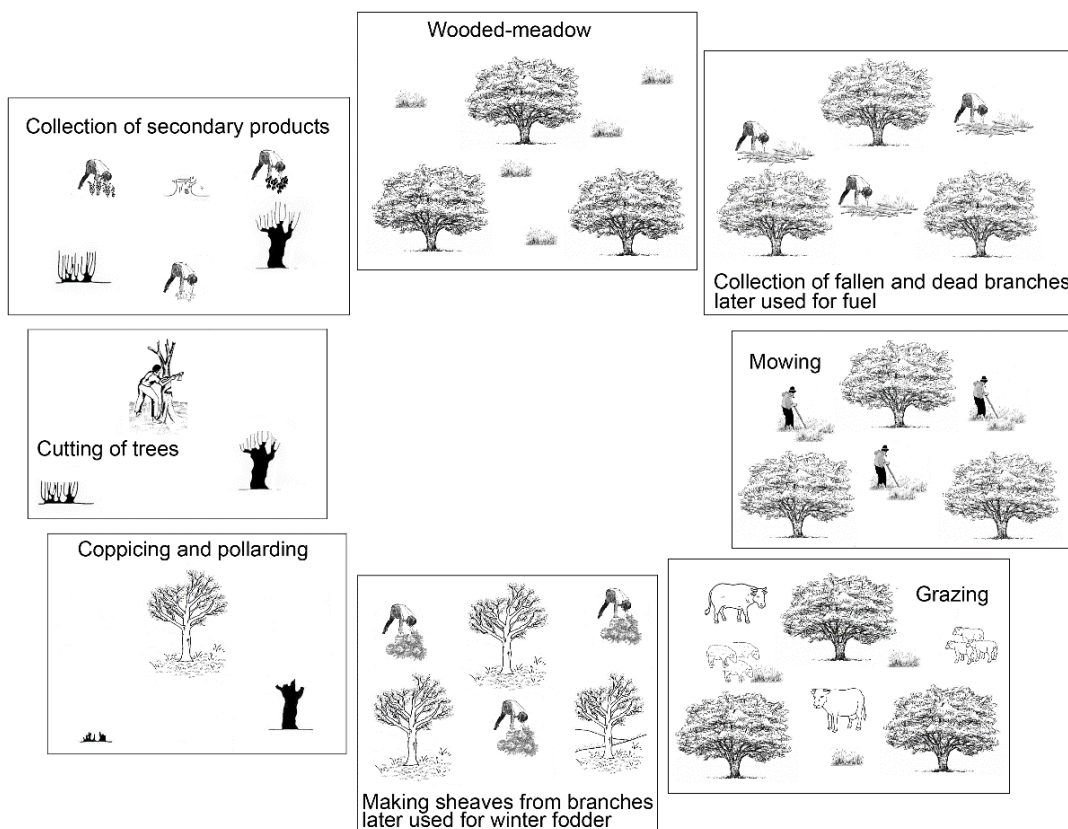 Wooded-meadow
Collection of fallen and dead branches
later used for fuel
Mowing
Grazing
Making sheaves from branches
later used for winter fodder
Coppicing and pollarding
Cutting of trees
Collection of secondary products